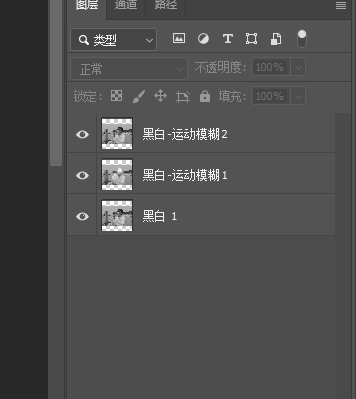 图层 通道 路径
类型
正常 不透明度: 100%
锁定: 填充: 100%
黑白-运动模糊2
黑白-运动模糊1
黑白 1